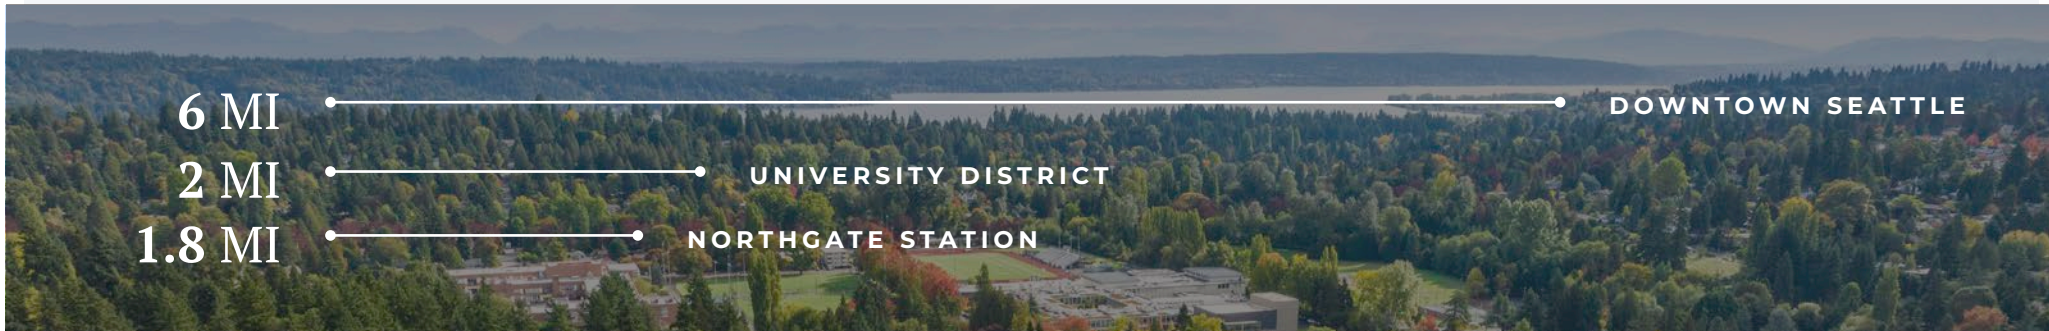 6 MI DOWNTOWN SEATTLE
2 MI UNIVERSITY DISTRICT
1.8 MI NORTHGATE STATION